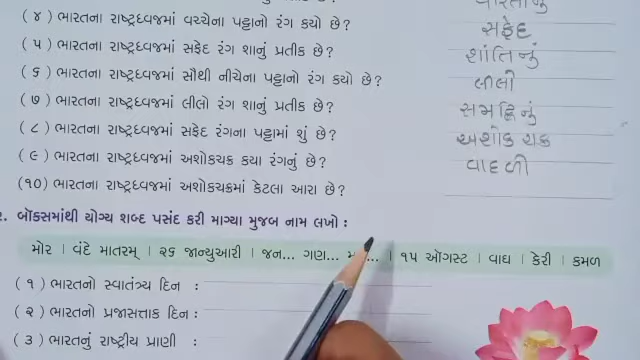 વીરતાનું
(૪) ભારતના રાષ્ટ્રધ્વજમાં વચ્ચેના પટ્ટાનો રંગ કયો છે? સફેદ
(૫) ભારતના રાષ્ટ્રધ્વજમાં સફેદ રંગ શાનું પ્રતીક છે? શાંતિનું
(૬) ભારતના રાષ્ટ્રધ્વજમાં સૌથી નીચેના પટ્ટાનો રંગ કયો છે? લીલો
(૭) ભારતના રાષ્ટ્રધ્વજમાં લીલો રંગ શાનું પ્રતીક છે? સમૃદ્ધિનું
(૮) ભારતના રાષ્ટ્રધ્વજમાં સફેદ રંગના પટ્ટામાં શું છે? અશોક ચક્ર
(૯) ભારતના રાષ્ટ્રધ્વજમાં અશોકચક્ર કયા રંગનું છે? વાદળી
(૧૦) ભારતના રાષ્ટ્રધ્વજમાં અશોકચક્રમાં કેટલા આરા છે?
૨. બૉક્સમાંથી યોગ્ય શબ્દ પસંદ કરી માગ્યા મુજબ નામ લખો :
મોર | વંદે માતરમ્ | ૨૬ જાન્યુઆરી | જન... ગણ... | ૧૫ ઑગસ્ટ | વાઘ | કેરી | કમળ
(૧) ભારતનો સ્વાતંત્ર્ય દિન :
(૨) ભારતનો પ્રજાસત્તાક દિન :
(૩) ભારતનું રાષ્ટ્રીય પ્રાણી :